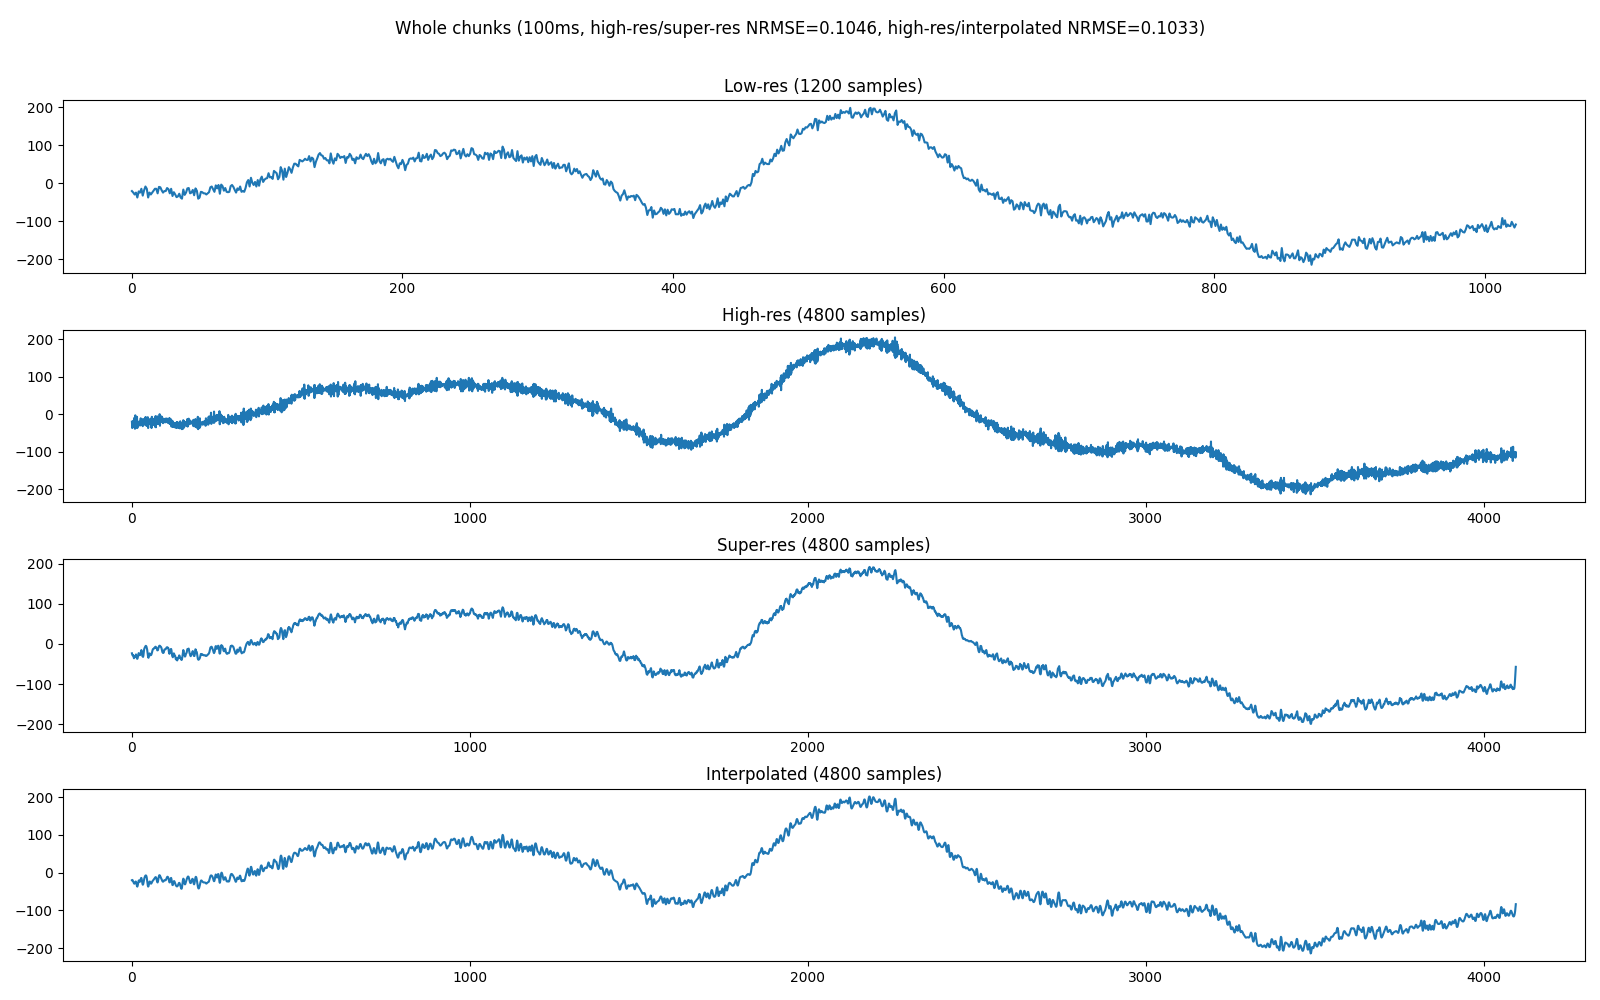 Whole chunks (100ms, high-res/super-res NRMSE=0.1046, high-res/interpolated NRMSE=0.1033)
Low-res (1200 samples)
200
100
0
−100
−200
0 200 400 600 800 1000
High-res (4800 samples)
200
100
0
−100
−200
0 1000 2000 3000 4000
Super-res (4800 samples)
200
100
0
−100
−200
0 1000 2000 3000 4000
Interpolated (4800 samples)
200
100
0
−100
−200
0 1000 2000 3000 4000